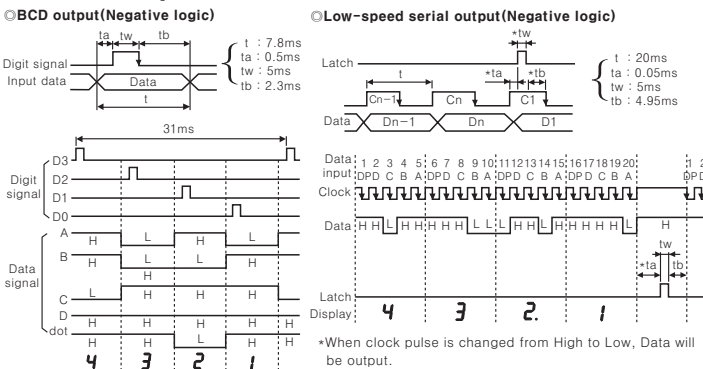 ◎BCD output(Negative logic)
ta tw tb
Digit signal
Input data
Data
t
t : 7.8ms
ta : 0.5ms
tw : 5ms
tb : 2.3ms
31ms
Digit signal
D3
D2
D1
D0
Data signal
A H L H L
B H L L H
H
C L H H H
D H H H H H
dot H H L H H
4 3 2 1
◎Low-speed serial output(Negative logic)
*tw
Latch
t *ta *tb
Cn-1 Cn C1
Data Dn-1 Dn D1
t : 20ms
ta : 0.05ms
tw : 5ms
tb : 4.95ms
Data input
1 2 3 4 5 6 7 8 9 10 11 12 13 14 15 16 17 18 19 20 1 2
DP D C B A DP D C B A DP D C B A DP D C B A DP D
Clock
Data H H L H H H H H L L L H H L H H H H H L H
tw
*ta tb
Latch
Display 4 3 2. 1
*When clock pulse is changed from High to Low, Data will
be output.